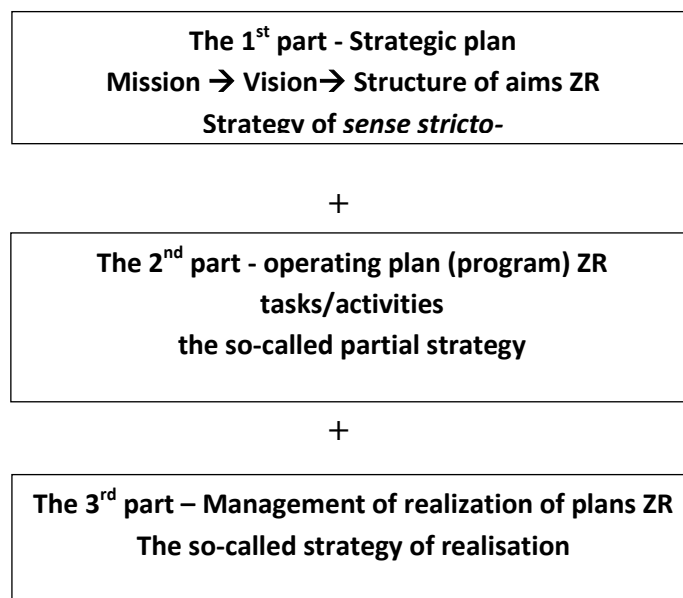 The 1st part - Strategic plan
Mission → Vision→ Structure of aims ZR
Strategy of sense stricto-
+
The 2nd part - operating plan (program) ZR
tasks/activities
the so-called partial strategy
+
The 3rd part – Management of realization of plans ZR
The so-called strategy of realisation